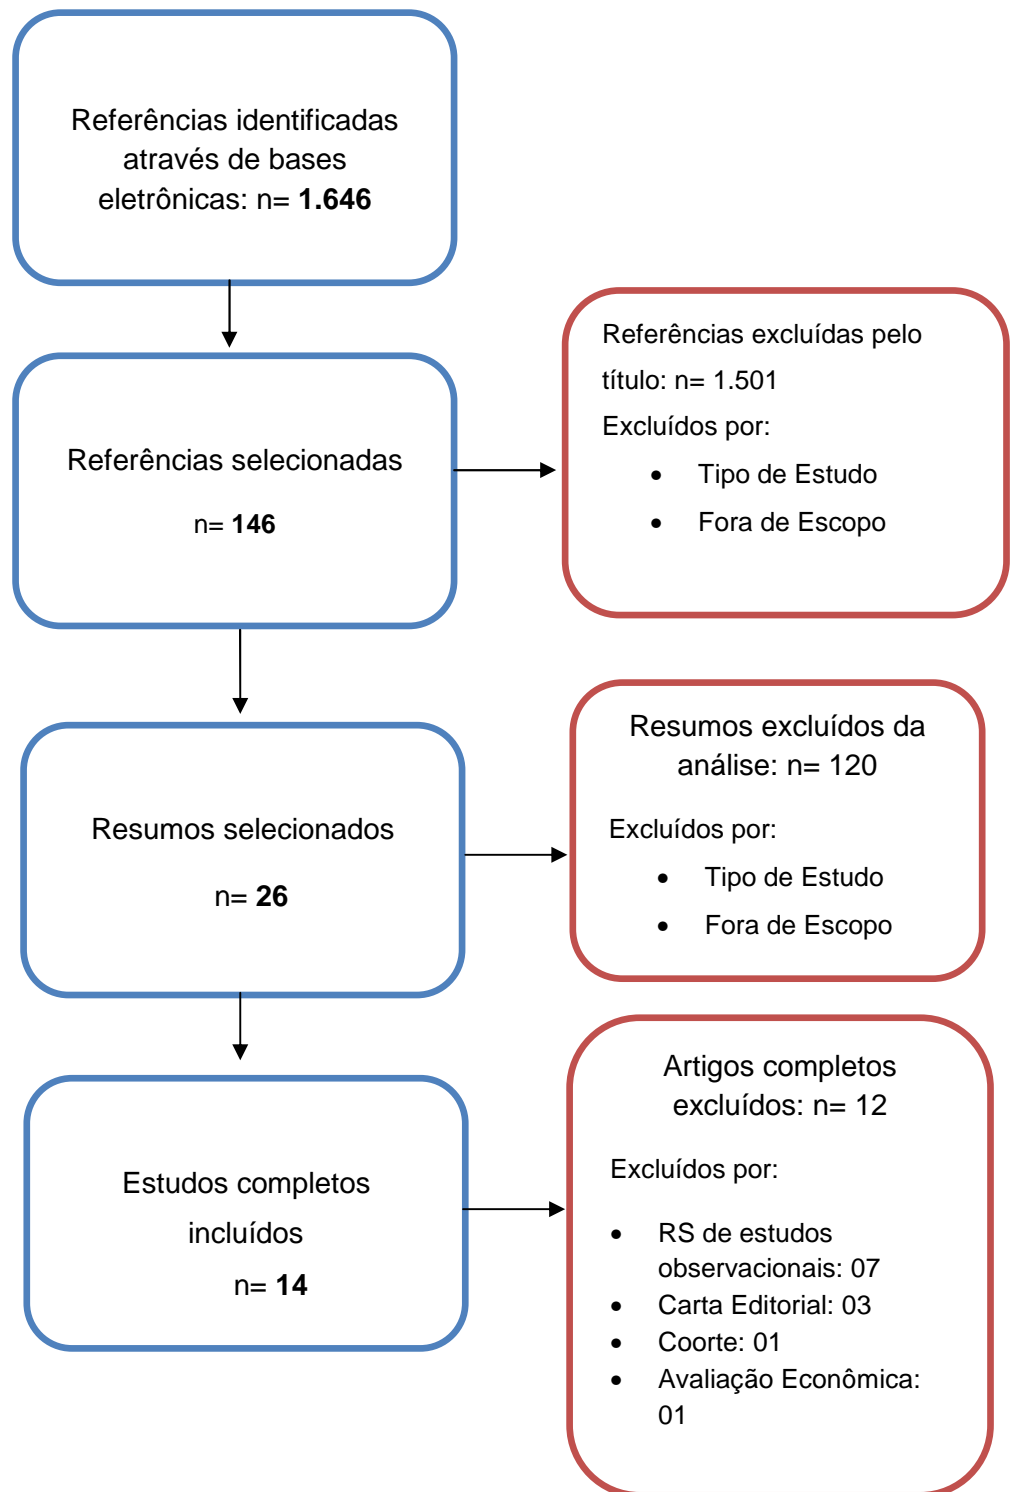 Referências identificadas
através de bases
eletrônicas: n= 1.646
Referências excluídas pelo
título: n= 1.501
Excluídos por:
• Tipo de Estudo
• Fora de Escopo
Referências selecionadas
n= 146
Resumos excluídos da
análise: n= 120
Excluídos por:
• Tipo de Estudo
• Fora de Escopo
Resumos selecionados
n= 26
Artigos completos
excluídos: n= 12
Excluídos por:
• RS de estudos
observacionais: 07
• Carta Editorial: 03
• Coorte: 01
• Avaliação Econômica:
01
Estudos completos
incluídos
n= 14